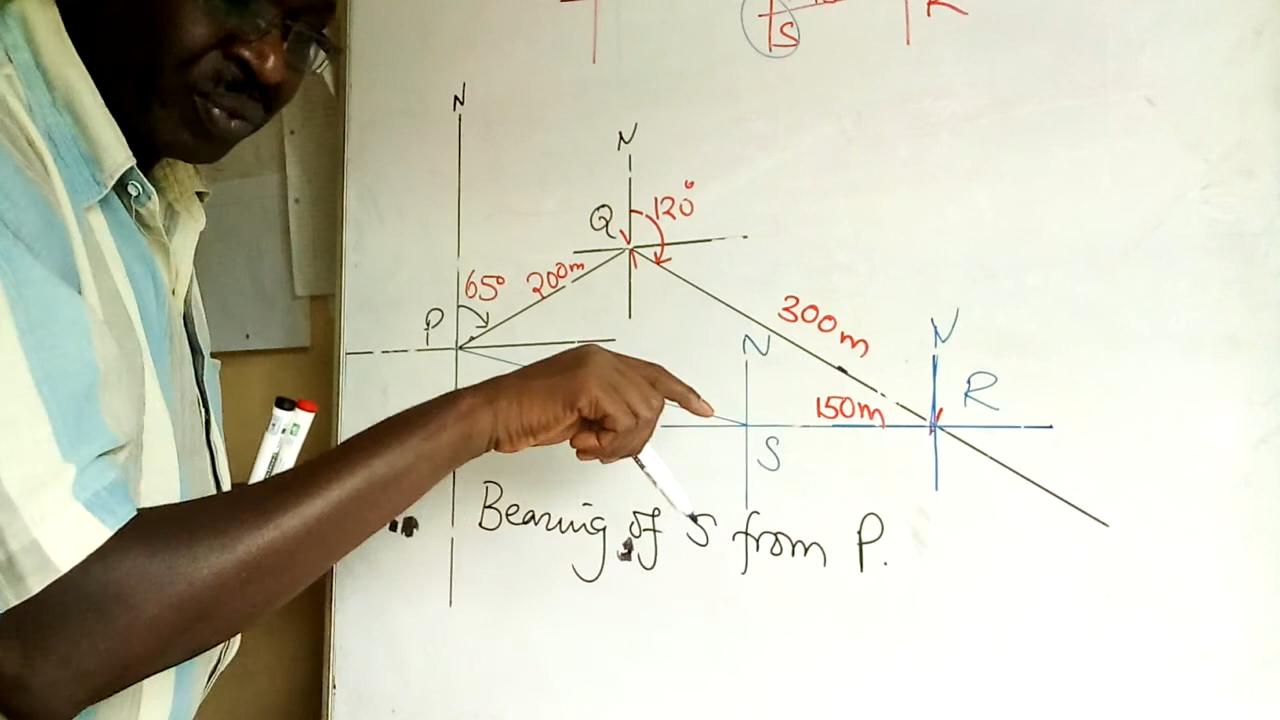 S
R
N
N
Q
120°
65°
200m
P
300m
N
N
R
150m
S
Bearing of S from P.